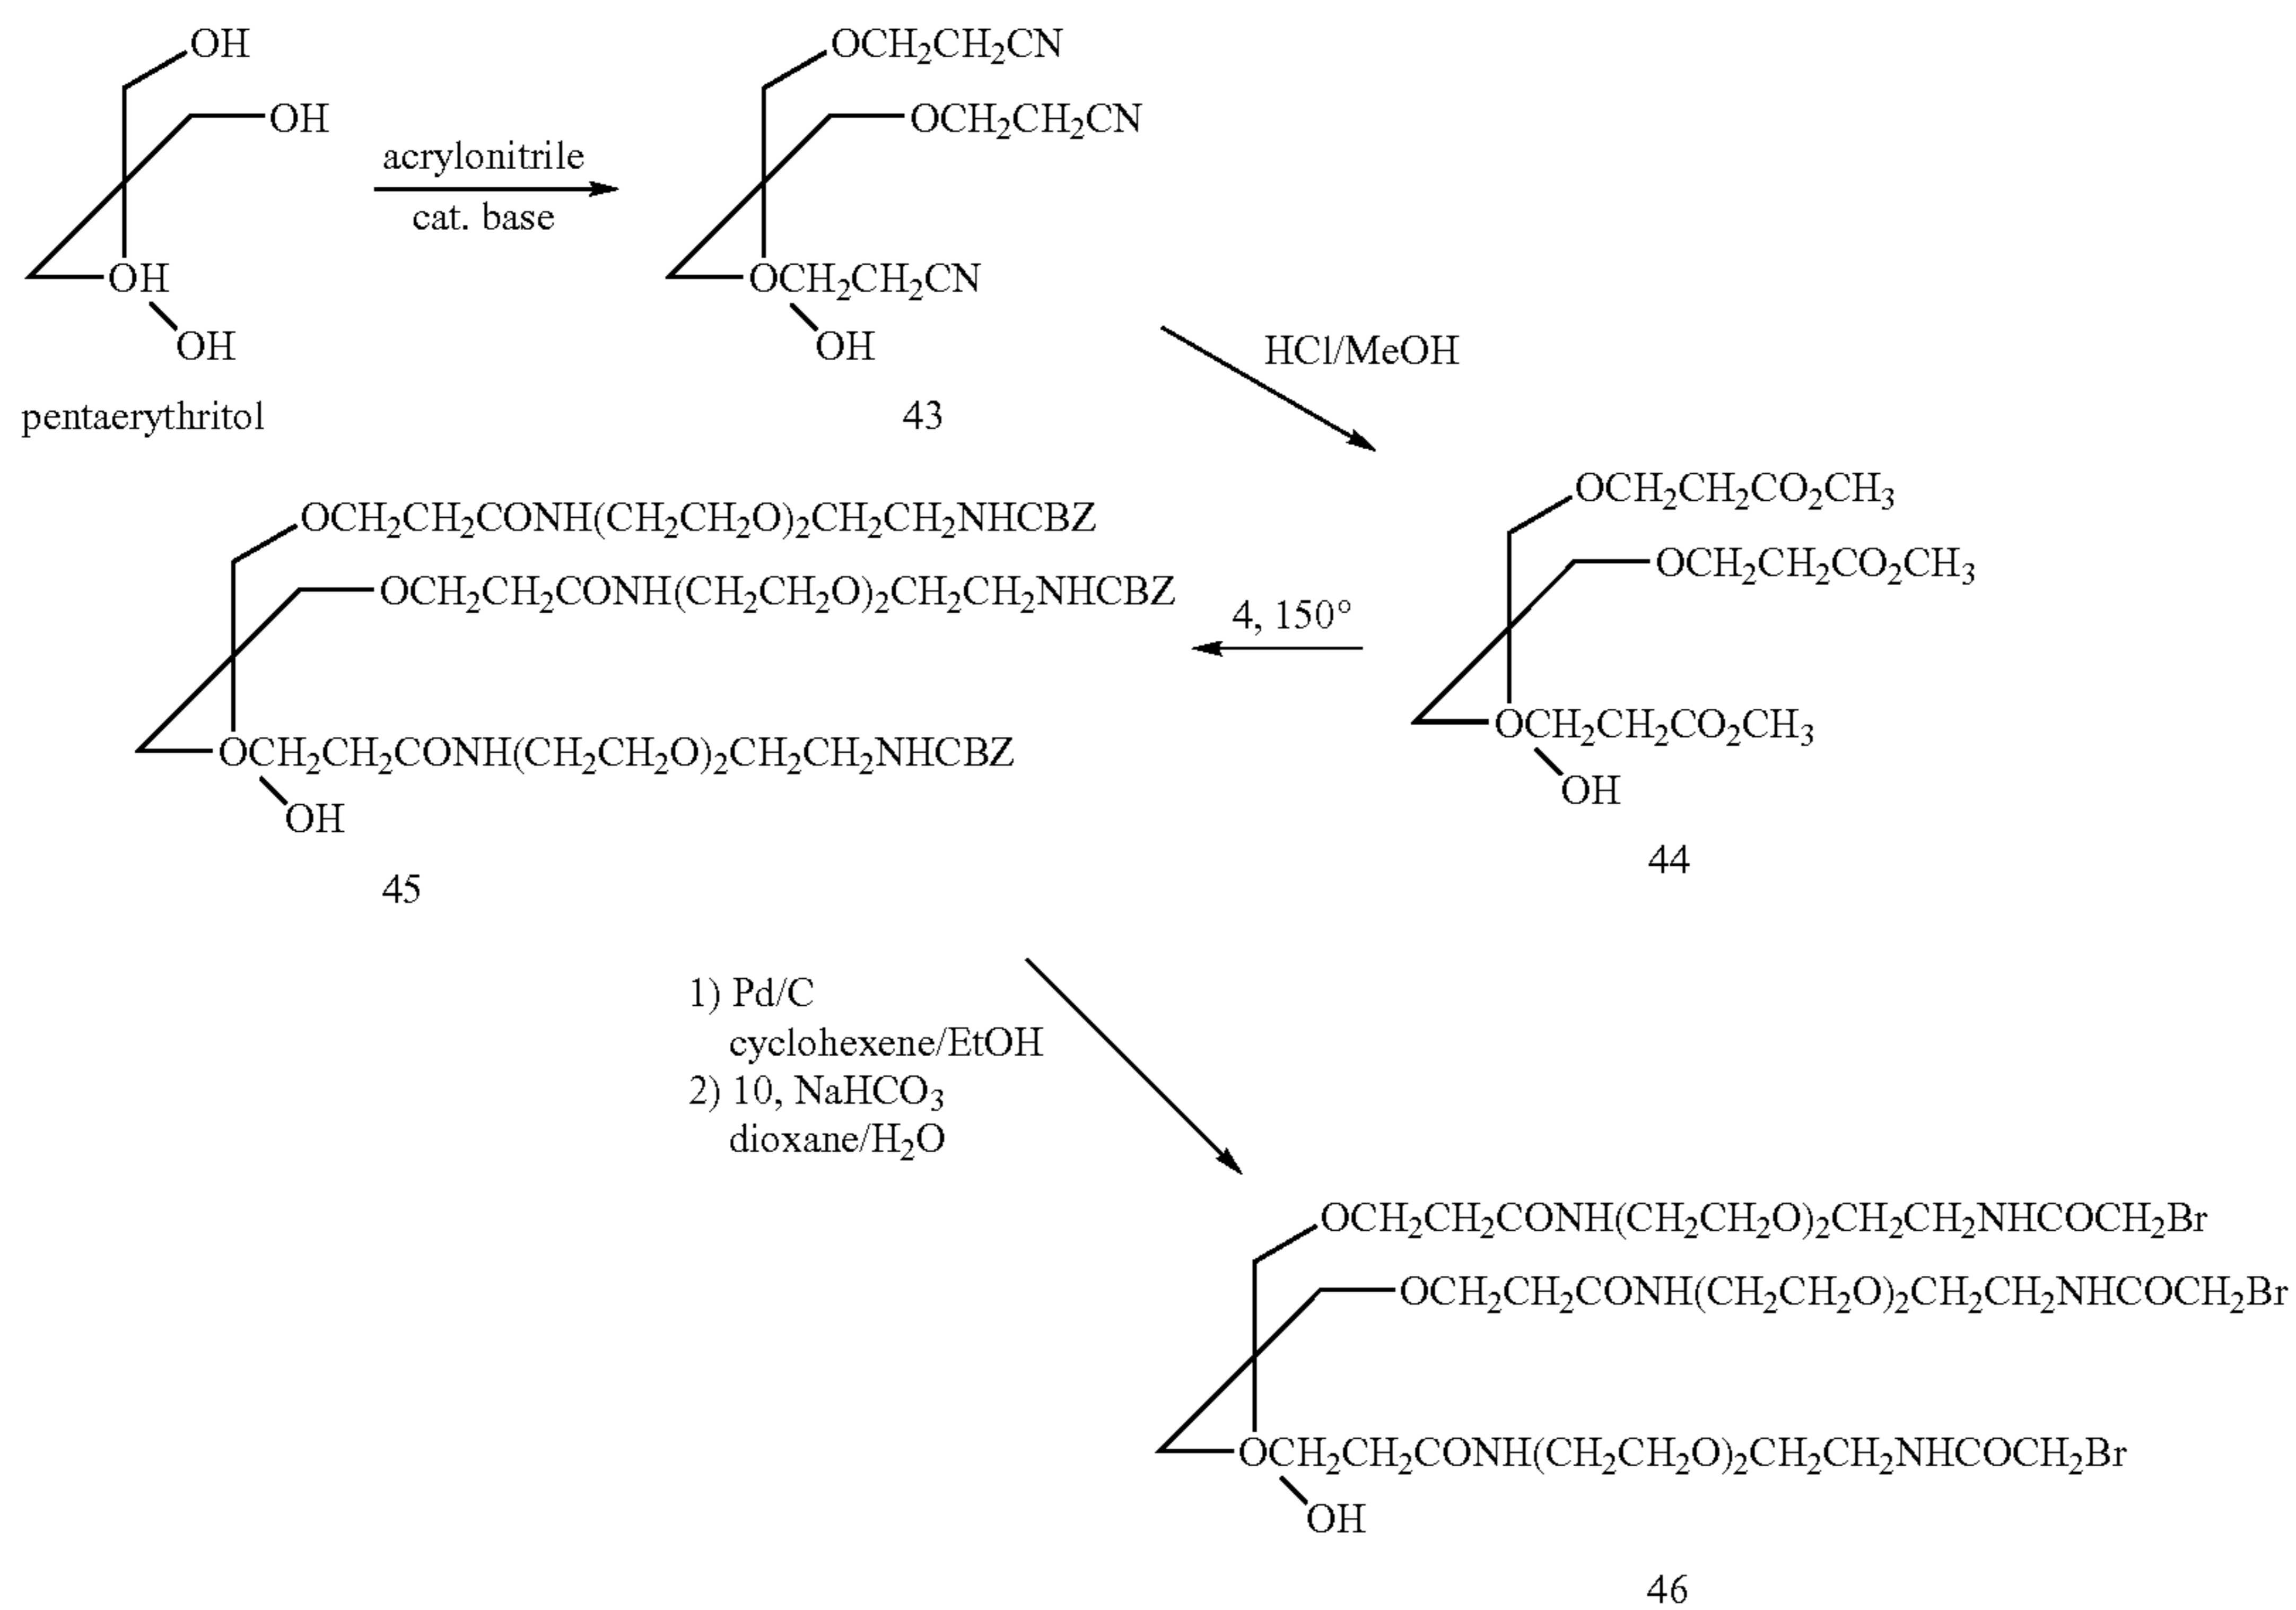 OH
OH
OH
OH
pentaerythritol
acrylonitrile
cat. base
OCH₂CH₂CN
OCH₂CH₂CN
OCH₂CH₂CN
OH
43
HCl/MeOH
OCH₂CH₂CO₂CH₃
OCH₂CH₂CO₂CH₃
OCH₂CH₂CO₂CH₃
OH
44
4, 150°
OCH₂CH₂CONH(CH₂CH₂O)₂CH₂CH₂NHCBZ
OCH₂CH₂CONH(CH₂CH₂O)₂CH₂CH₂NHCBZ
OCH₂CH₂CONH(CH₂CH₂O)₂CH₂CH₂NHCBZ
OH
45
1) Pd/C
cyclohexene/EtOH
2) 10, NaHCO₃
dioxane/H₂O
OCH₂CH₂CONH(CH₂CH₂O)₂CH₂CH₂NHCOCH₂Br
OCH₂CH₂CONH(CH₂CH₂O)₂CH₂CH₂NHCOCH₂Br
OCH₂CH₂CONH(CH₂CH₂O)₂CH₂CH₂NHCOCH₂Br
OH
46